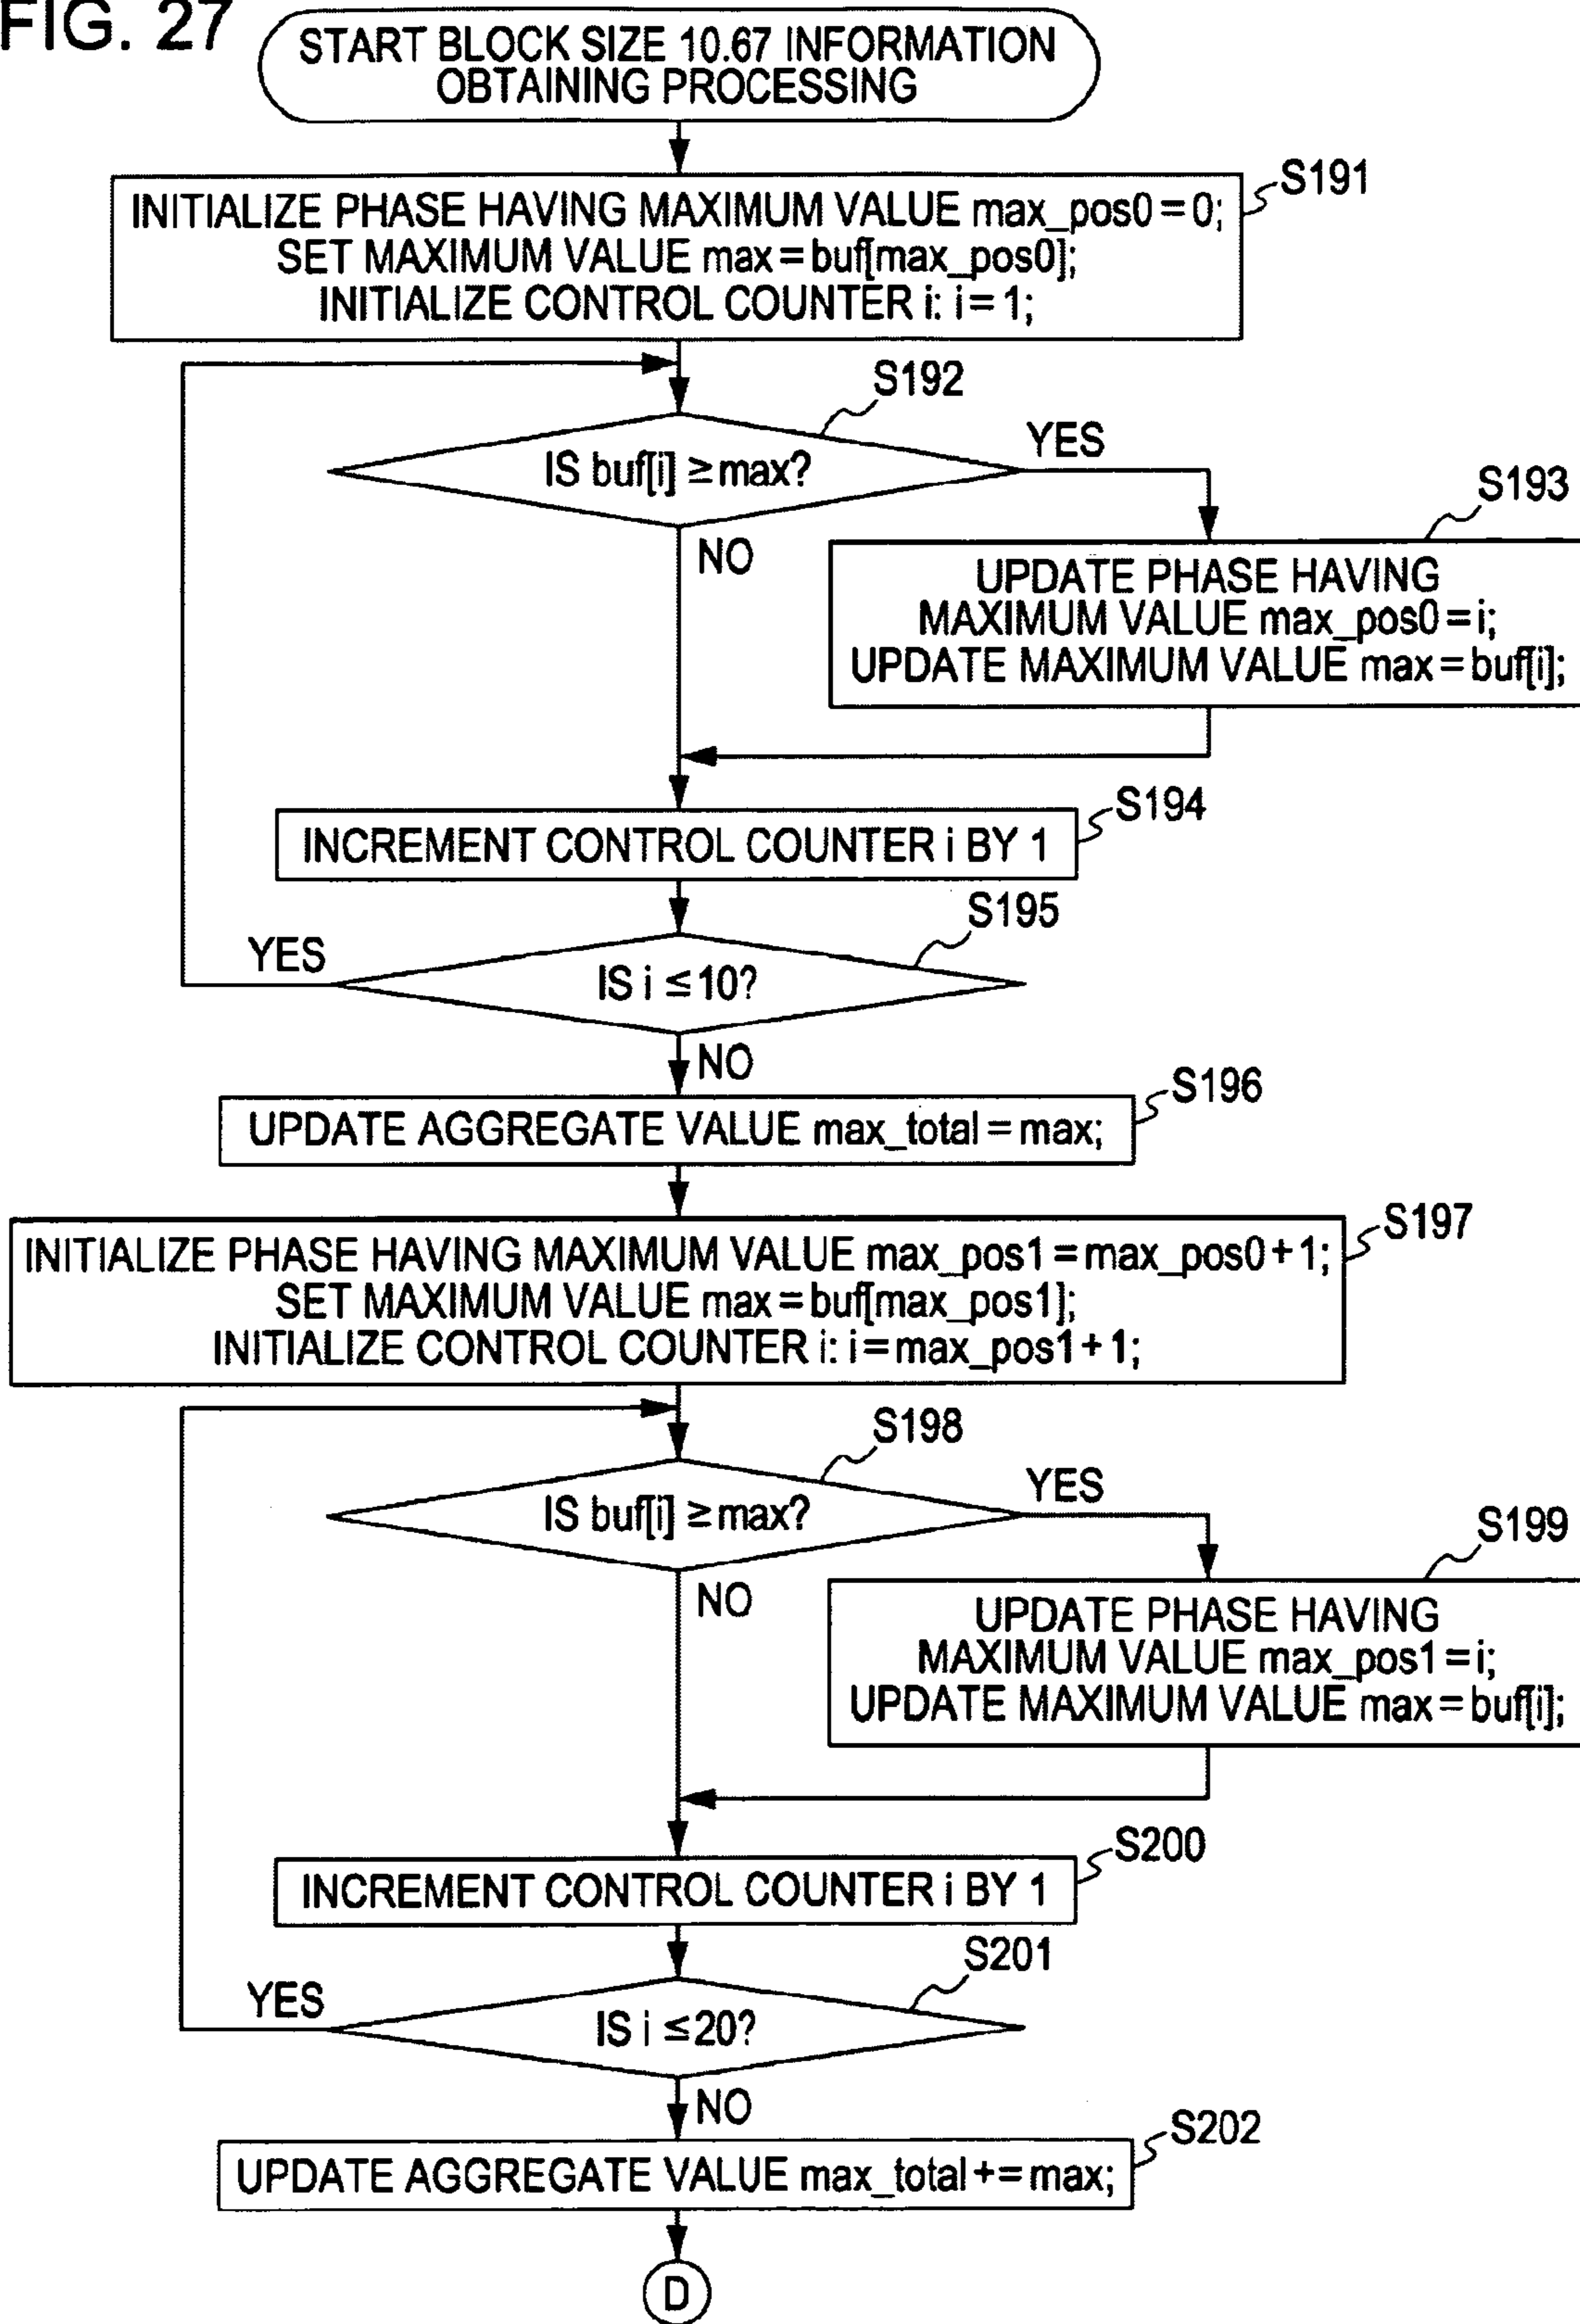 FIG. 27
START BLOCK SIZE 10.67 INFORMATION
OBTAINING PROCESSING
S191
INITIALIZE PHASE HAVING MAXIMUM VALUE max_pos0=0;
SET MAXIMUM VALUE max=buf[max_pos0];
INITIALIZE CONTROL COUNTER i: i=1;
S192
IS buf[i] ≥max?
YES
NO
S193
UPDATE PHASE HAVING
MAXIMUM VALUE max_pos0=i;
UPDATE MAXIMUM VALUE max=buf[i];
S194
INCREMENT CONTROL COUNTER i BY 1
S195
YES
IS i ≤10?
NO
S196
UPDATE AGGREGATE VALUE max_total=max;
S197
INITIALIZE PHASE HAVING MAXIMUM VALUE max_pos1=max_pos0+1;
SET MAXIMUM VALUE max=buf[max_pos1];
INITIALIZE CONTROL COUNTER i: i=max_pos1+1;
S198
IS buf[i] ≥max?
YES
NO
S199
UPDATE PHASE HAVING
MAXIMUM VALUE max_pos1=i;
UPDATE MAXIMUM VALUE max=buf[i];
S200
INCREMENT CONTROL COUNTER i BY 1
S201
YES
IS i ≤20?
NO
S202
UPDATE AGGREGATE VALUE max_total+=max;
D